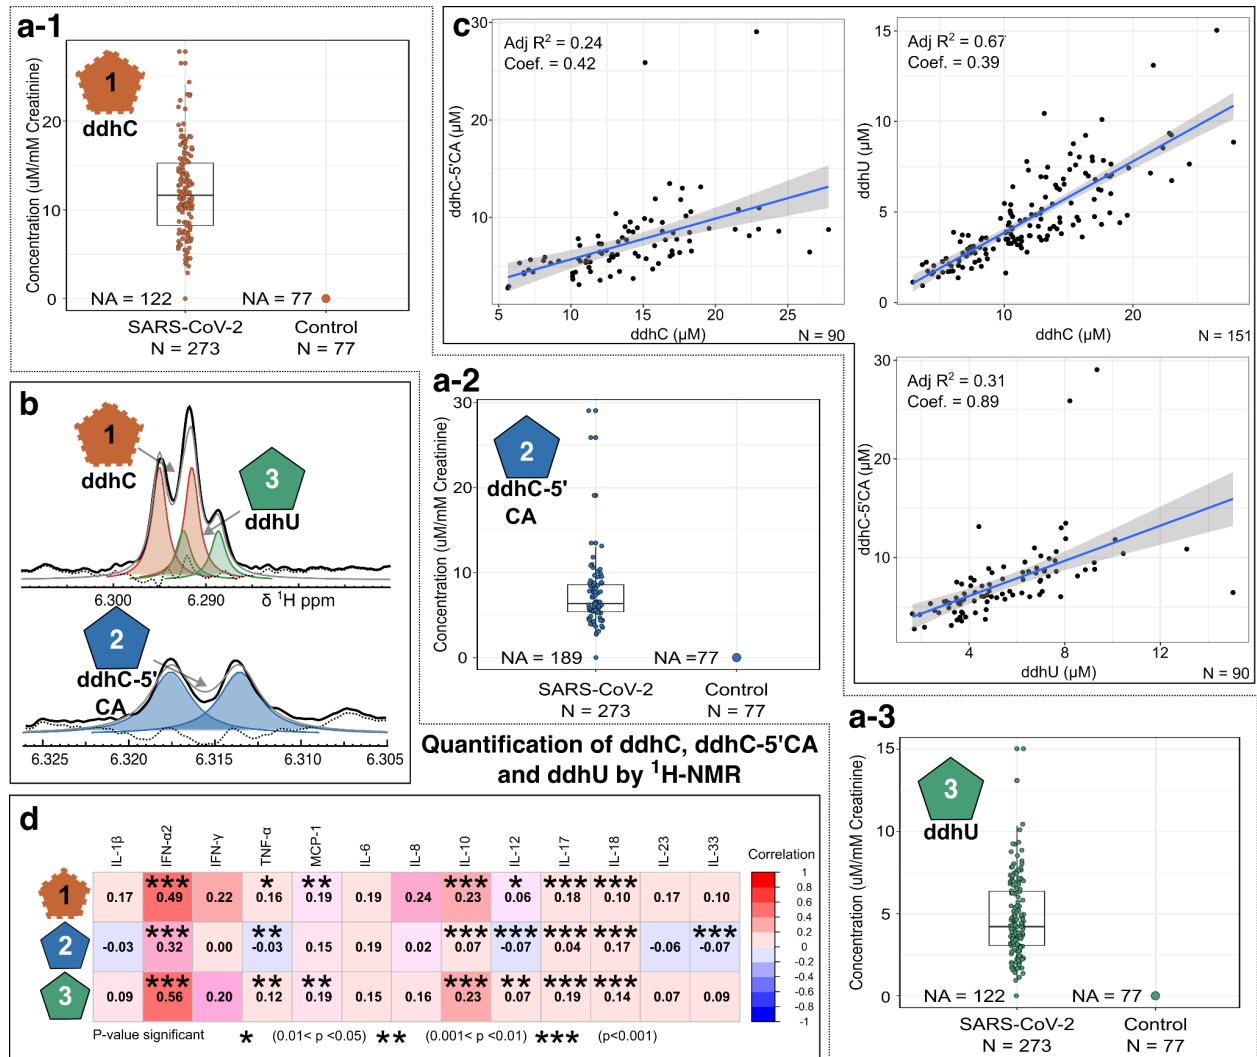 a-1
Concentration (uM/mM Creatinine)
20
10
0
1
ddhC
NA = 122
NA = 77
SARS-CoV-2
N = 273
Control
N = 77
c
Adj R² = 0.24
Coef. = 0.42
ddhC-5'CA (µM)
30
20
10
5
10
15
20
25
ddhC (µM)
N = 90
Adj R² = 0.67
Coef. = 0.39
ddhU (µM)
15
10
5
0
10
20
ddhC (µM)
N = 151
Adj R² = 0.31
Coef. = 0.89
ddhC-5'CA (µM)
30
20
10
4
8
12
ddhU (µM)
N = 90
b
1
ddhC
3
ddhU
6.300
6.290
δ ¹H ppm
2
ddhC-5'
CA
6.325
6.320
6.315
6.310
6.305
a-2
Concentration (uM/mM Creatinine)
30
20
10
0
2
ddhC-5'
CA
NA = 189
NA =77
SARS-CoV-2
N = 273
Control
N = 77
Quantification of ddhC, ddhC-5'CA
and ddhU by ¹H-NMR
a-3
Concentration (uM/mM Creatinine)
15
10
5
0
3
ddhU
NA = 122
NA = 77
SARS-CoV-2
N = 273
Control
N = 77
d
IL-1β IFN-α2 IFN-γ TNF-α MCP-1 IL-6 IL-8 IL-10 IL-12 IL-17 IL-18 IL-23 IL-33
*** * ** *** * *** ***
1 0.17 0.49 0.22 0.16 0.19 0.19 0.24 0.23 0.06 0.18 0.10 0.17 0.10
*** ** *** *** *** *** ***
2 -0.03 0.32 0.00 -0.03 0.15 0.19 0.02 0.07 -0.07 0.04 0.17 -0.06 -0.07
*** ** ** *** ** *** ***
3 0.09 0.56 0.20 0.12 0.19 0.15 0.16 0.23 0.07 0.19 0.14 0.07 0.09
Correlation
1
0.8
0.6
0.4
0.2
0
-0.2
-0.4
-0.6
-0.8
-1
P-value significant * (0.01< p <0.05) ** (0.001< p <0.01) *** (p<0.001)